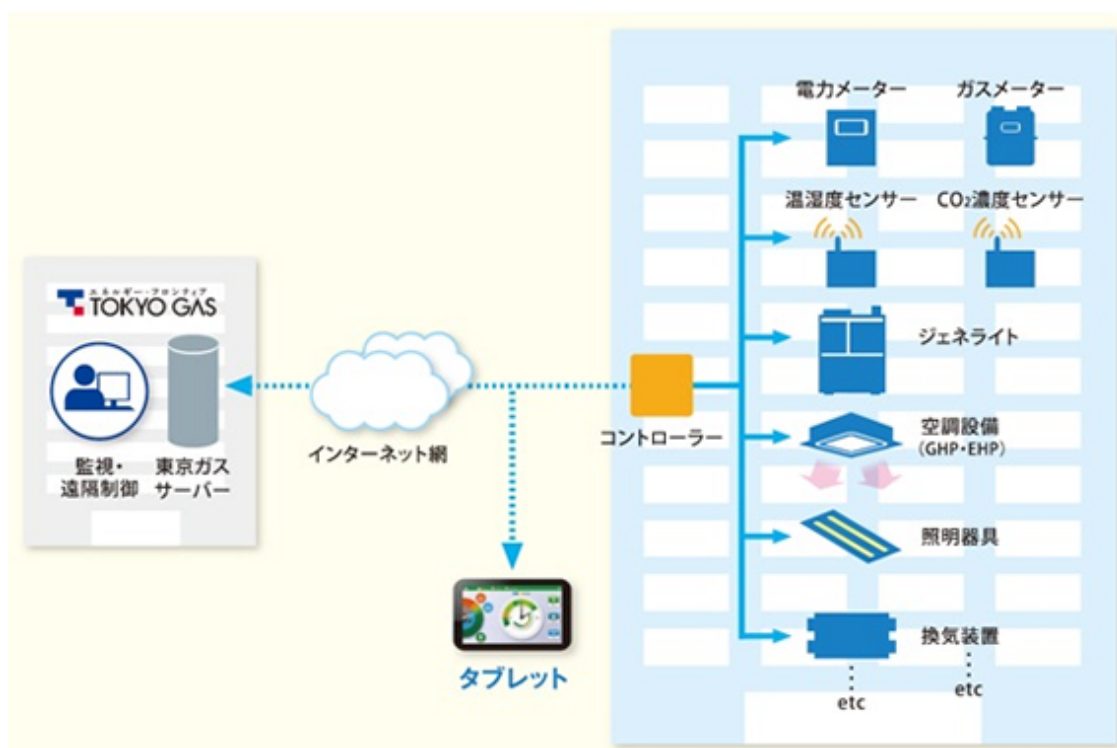 エネルギー・フロンティア
TOKYO GAS
監視・
遠隔制御
東京ガス
サーバー
インターネット網
タブレット
コントローラー
電力メーター
ガスメーター
温湿度センサー
CO₂濃度センサー
ジェネライト
空調設備
(GHP・EHP)
照明器具
換気装置
etc
etc